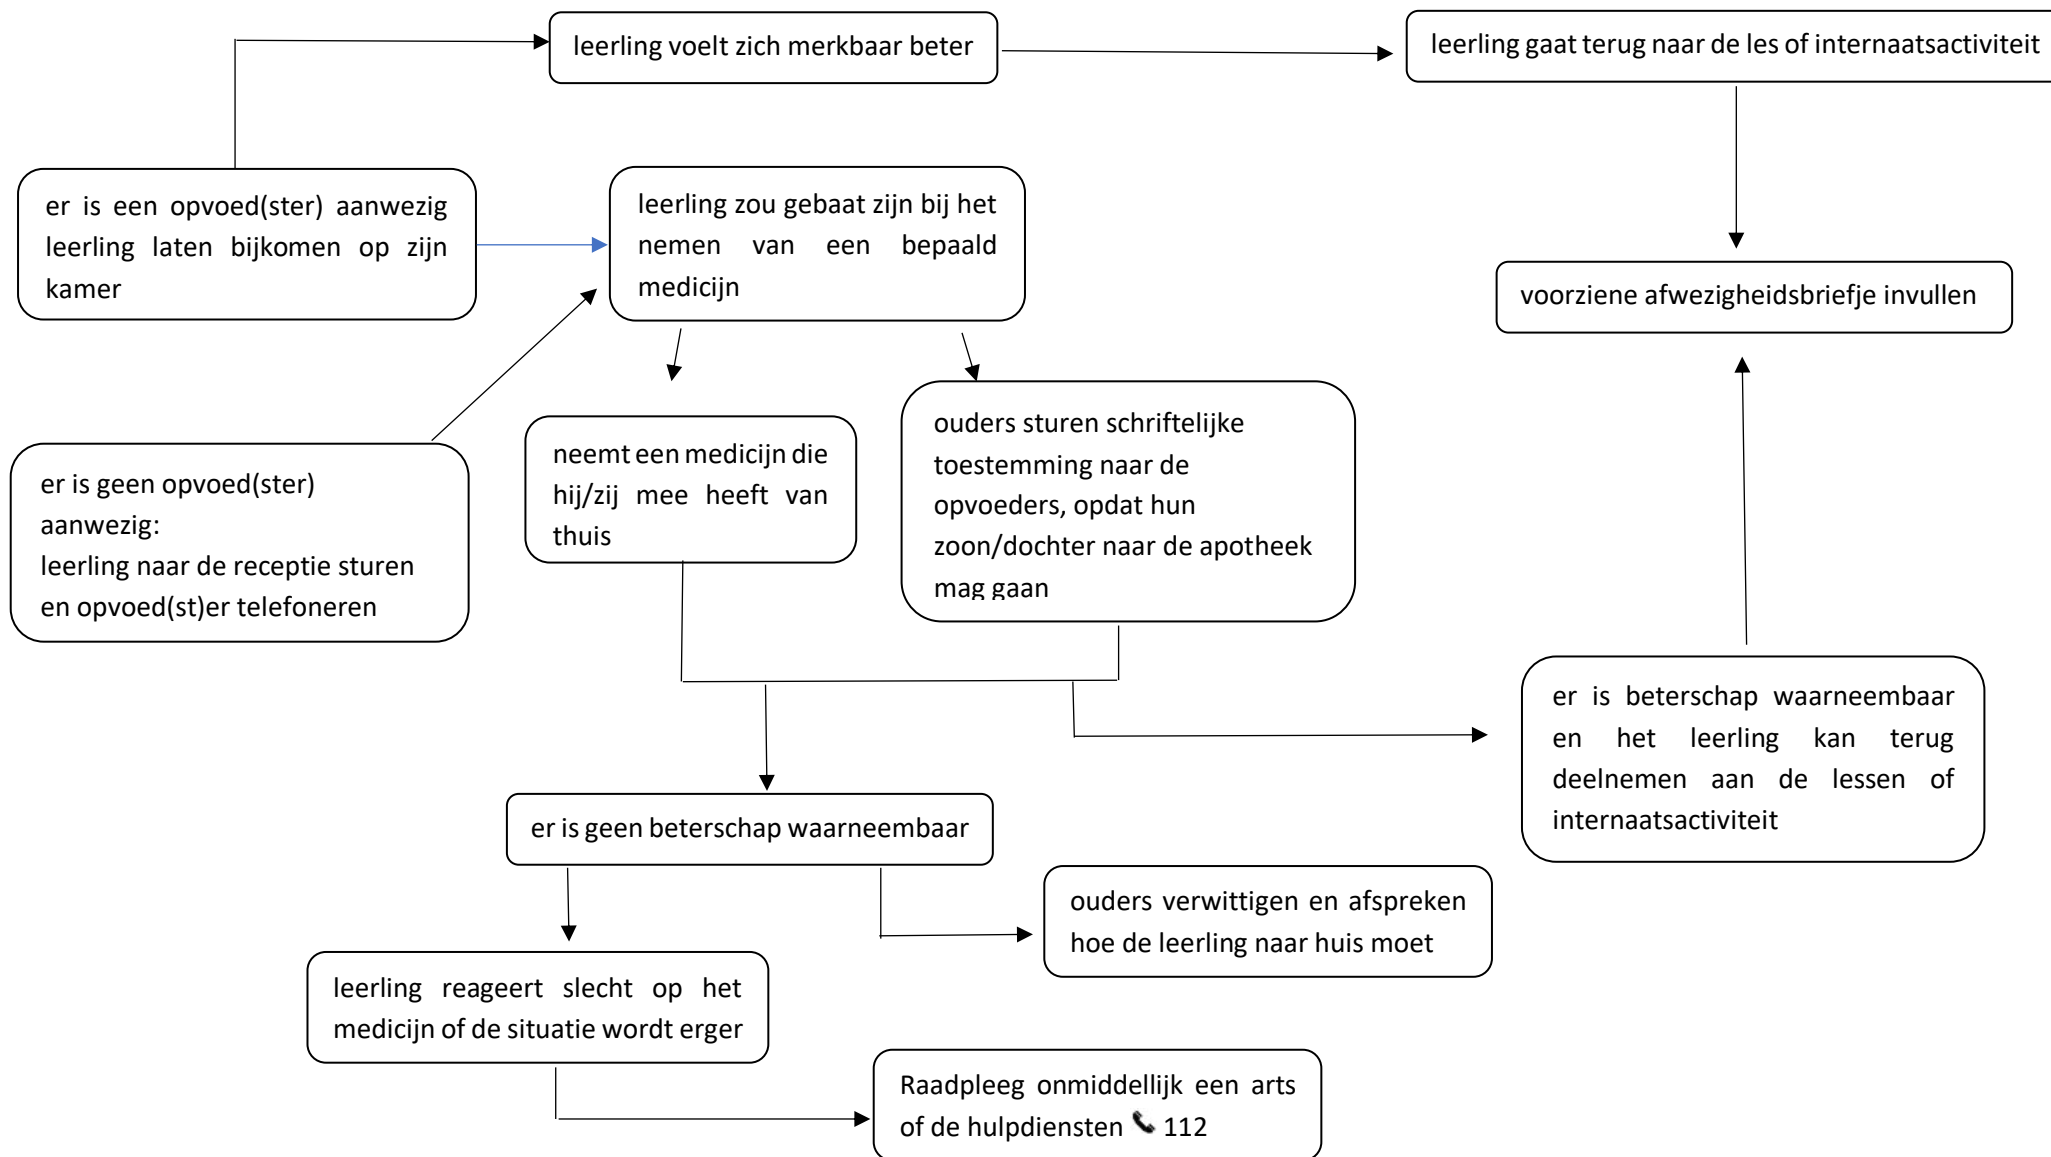 leerling voelt zich merkbaar beter
leerling gaat terug naar de les of internaatsactiviteit
er is een opvoed(ster) aanwezig
leerling laten bijkomen op zijn
kamer
leerling zou gebaat zijn bij het
nemen van een bepaald
medicijn
voorziene afwezigheidsbriefje invullen
er is geen opvoed(ster)
aanwezig:
leerling naar de receptie sturen
en opvoed(st)er telefoneren
neemt een medicijn die
hij/zij mee heeft van
thuis
ouders sturen schriftelijke
toestemming naar de
opvoeders, opdat hun
zoon/dochter naar de apotheek
mag gaan
er is beterschap waarneembaar
en het leerling kan terug
deelnemen aan de lessen of
internaatsactiviteit
er is geen beterschap waarneembaar
ouders verwittigen en afspreken
hoe de leerling naar huis moet
leerling reageert slecht op het
medicijn of de situatie wordt erger
Raadpleeg onmiddellijk een arts
of de hulpdiensten 📞 112